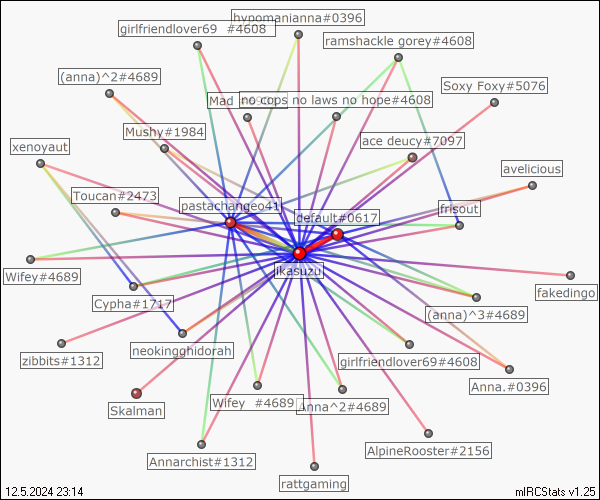 hypomanianna#0396
girlfriendlover69 #4608
ramshackle gorey#4608
(anna)^2#4689
Soxy Foxy#5076
Mad
no cops no laws no hope#4608
Mushy#1984
ace deucy#7097
xenoyaut
avelicious
Toucan#2473
pastachangeo41
frisout
default#0617
ikasuzu
Wifey#4689
fakedingo
Cypha#1717
(anna)^3#4689
neokingghidorah
zibbits#1312
girlfriendlover69#4608
Anna.#0396
Skalman
Wifey #4689
Anna^2#4689
AlpineRooster#2156
Annarchist#1312
rattgaming
12.5.2024 23:14
mIRCStats v1.25